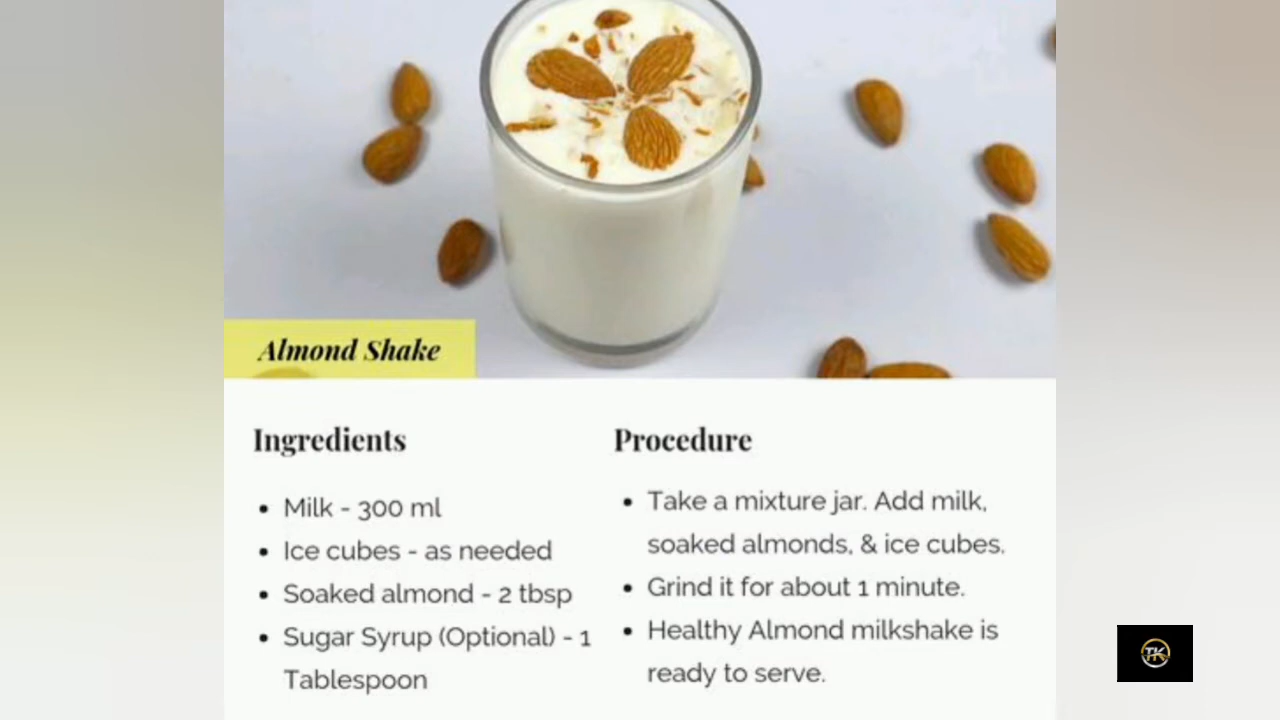 Almond Shake
Ingredients
• Milk - 300 ml
• Ice cubes - as needed
• Soaked almond - 2 tbsp
• Sugar Syrup (Optional) - 1
Tablespoon
Procedure
• Take a mixture jar. Add milk,
soaked almonds, & ice cubes.
• Grind it for about 1 minute.
• Healthy Almond milkshake is
ready to serve.
TK